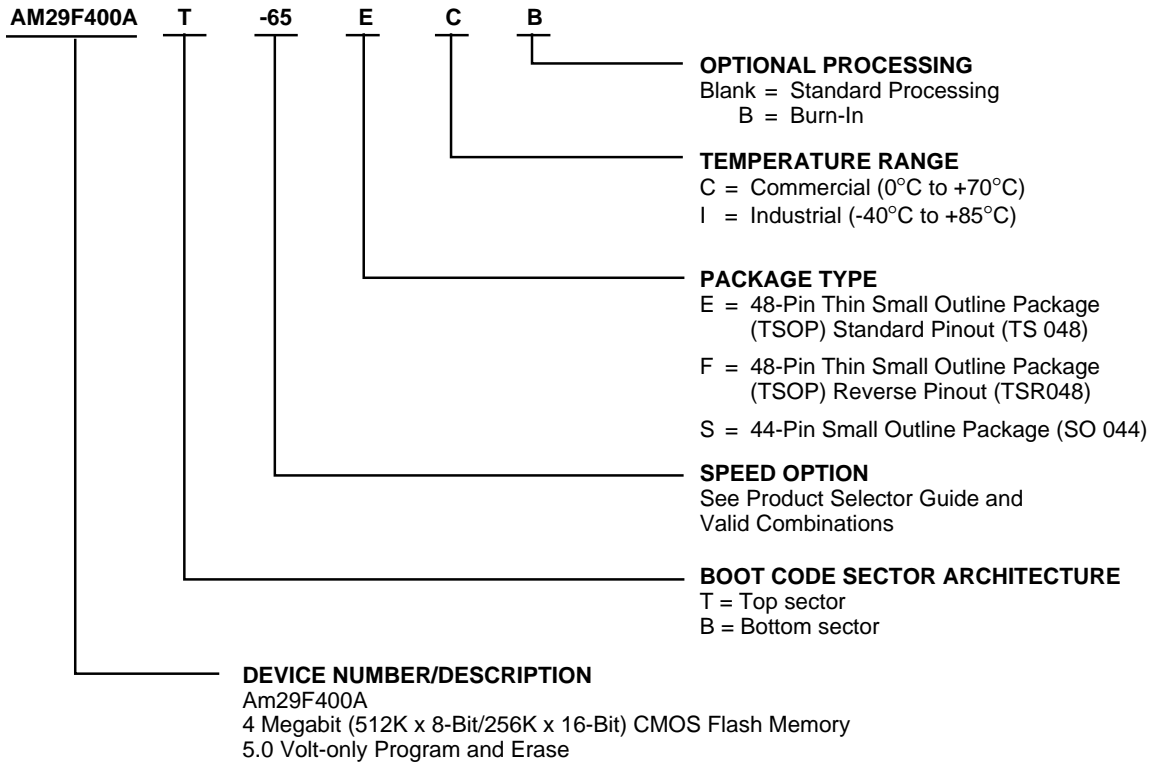 AM29F400A T -65 E C B
OPTIONAL PROCESSING
Blank = Standard Processing
B = Burn-In
TEMPERATURE RANGE
C = Commercial (0°C to +70°C)
I = Industrial (-40°C to +85°C)
PACKAGE TYPE
E = 48-Pin Thin Small Outline Package
(TSOP) Standard Pinout (TS 048)
F = 48-Pin Thin Small Outline Package
(TSOP) Reverse Pinout (TSR048)
S = 44-Pin Small Outline Package (SO 044)
SPEED OPTION
See Product Selector Guide and
Valid Combinations
BOOT CODE SECTOR ARCHITECTURE
T = Top sector
B = Bottom sector
DEVICE NUMBER/DESCRIPTION
Am29F400A
4 Megabit (512K x 8-Bit/256K x 16-Bit) CMOS Flash Memory
5.0 Volt-only Program and Erase